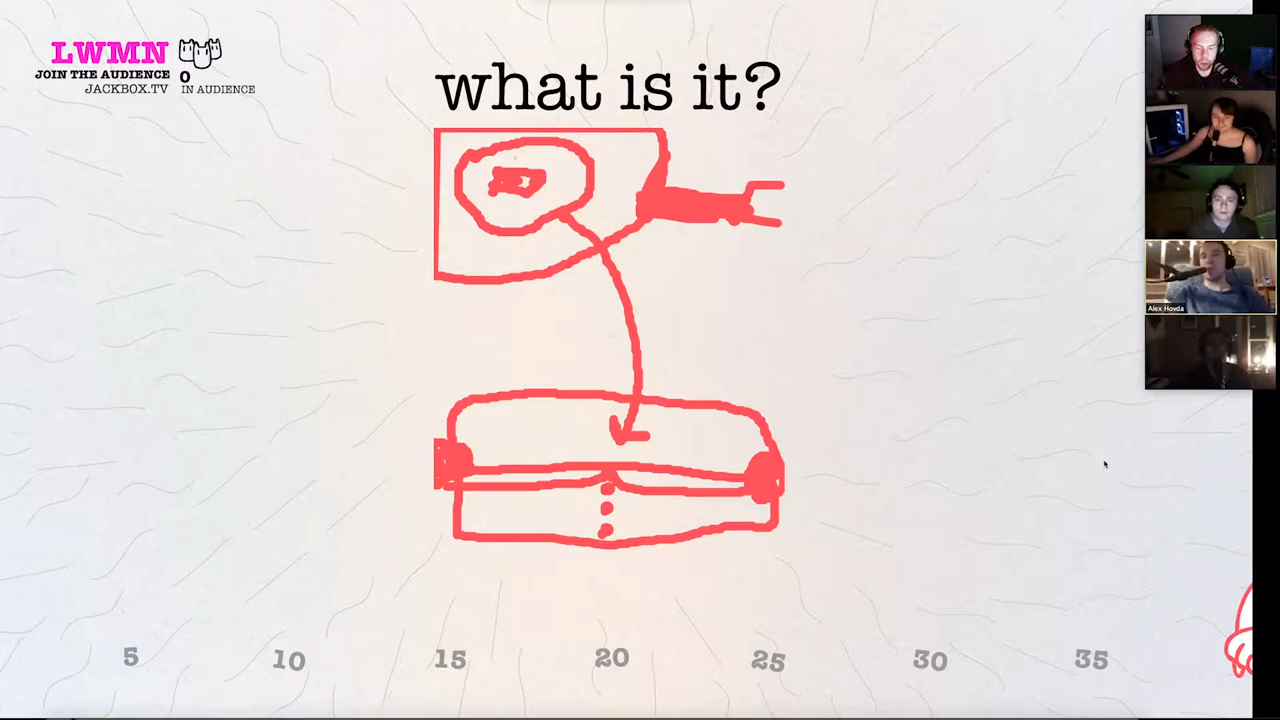 LWMN
JOIN THE AUDIENCE
JACKBOX.TV
0
IN AUDIENCE
what is it?
Alex Hovda
5 10 15 20 25 30 35